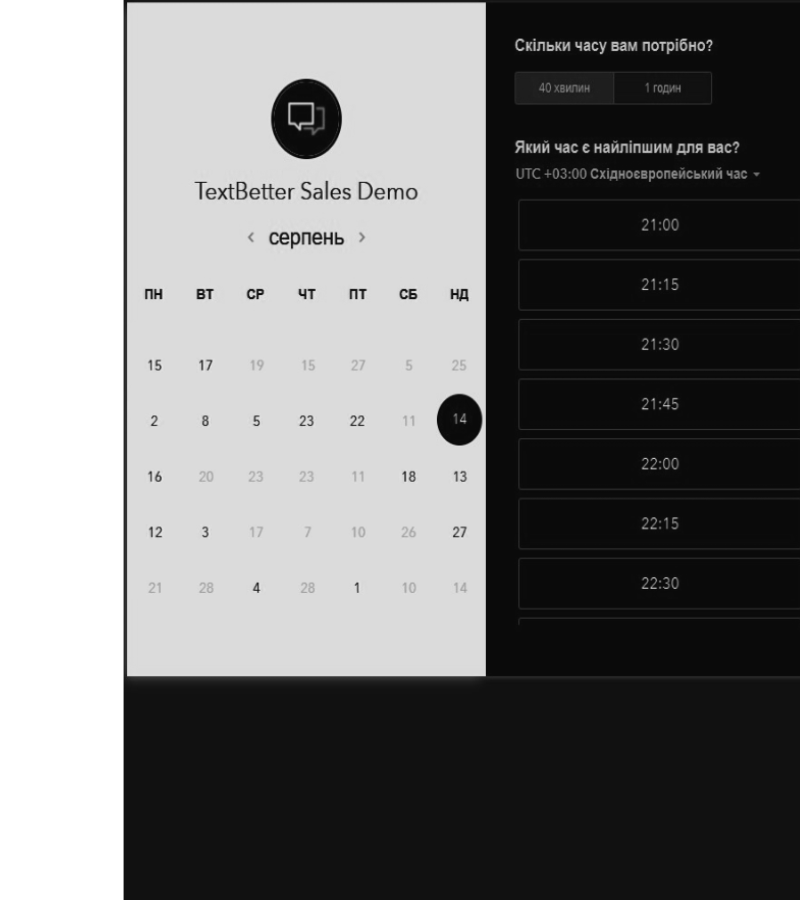 TextBetter Sales Demo
серпень
ПН ВТ СР ЧТ ПТ СБ НД
15 17 19 15 27 5 25
2 8 5 23 22 11 14
16 20 23 23 11 18 13
12 3 17 7 10 26 27
21 28 4 28 1 10 14
Скільки часу вам потрібно?
40 хвилин 1 годин
Який час є найліпшим для вас?
UTC +03:00 Східноєвропейський час
21:00
21:15
21:30
21:45
22:00
22:15
22:30